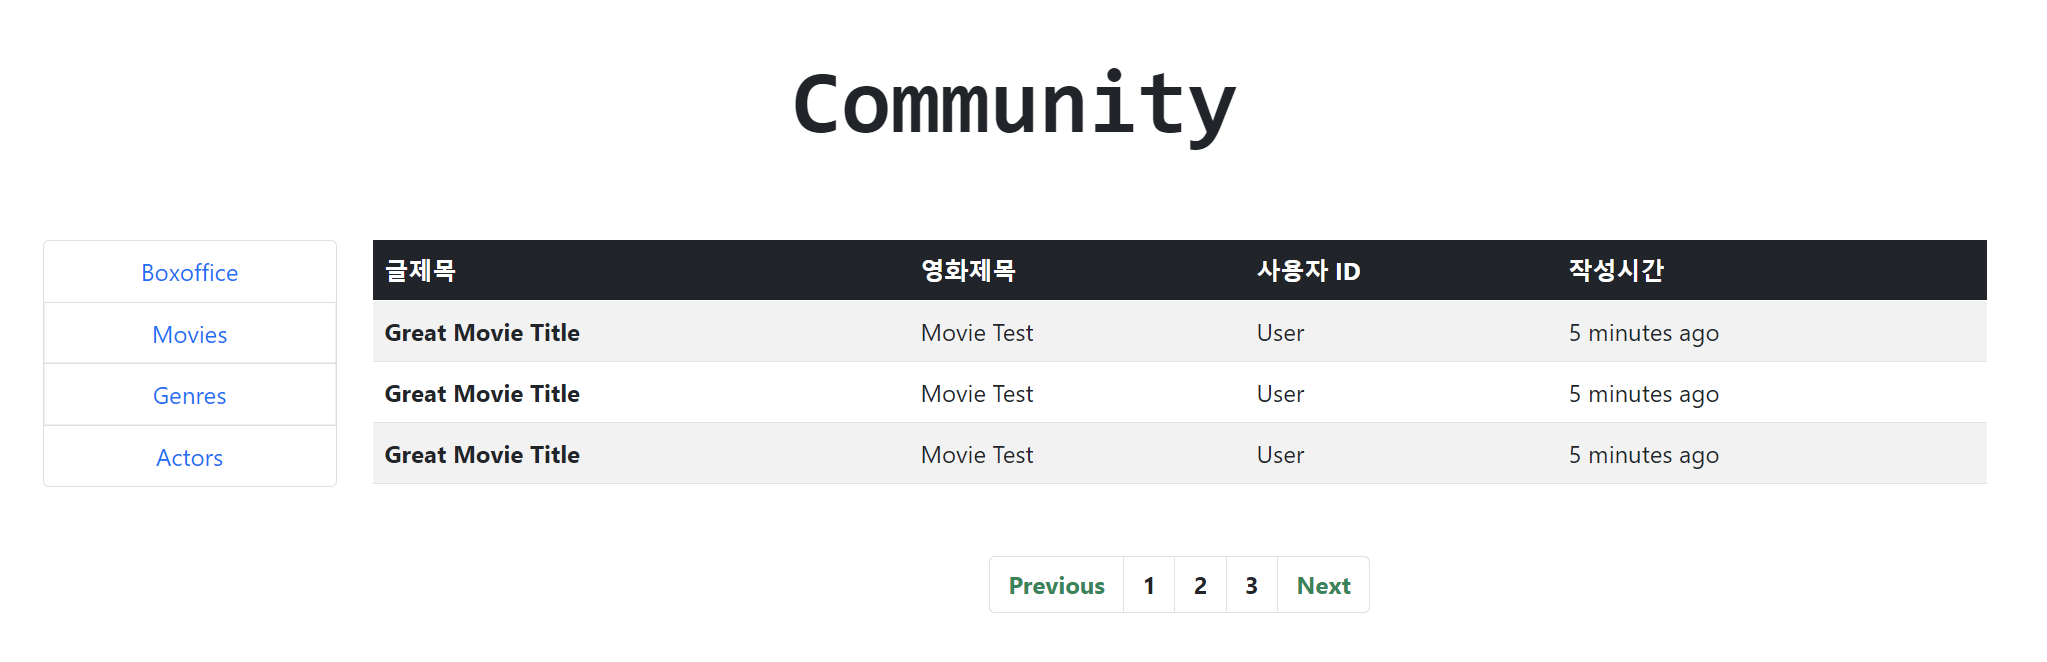 Community
Boxoffice
Movies
Genres
Actors
글제목 영화제목 사용자 ID 작성시간
Great Movie Title Movie Test User 5 minutes ago
Great Movie Title Movie Test User 5 minutes ago
Great Movie Title Movie Test User 5 minutes ago
Previous 1 2 3 Next